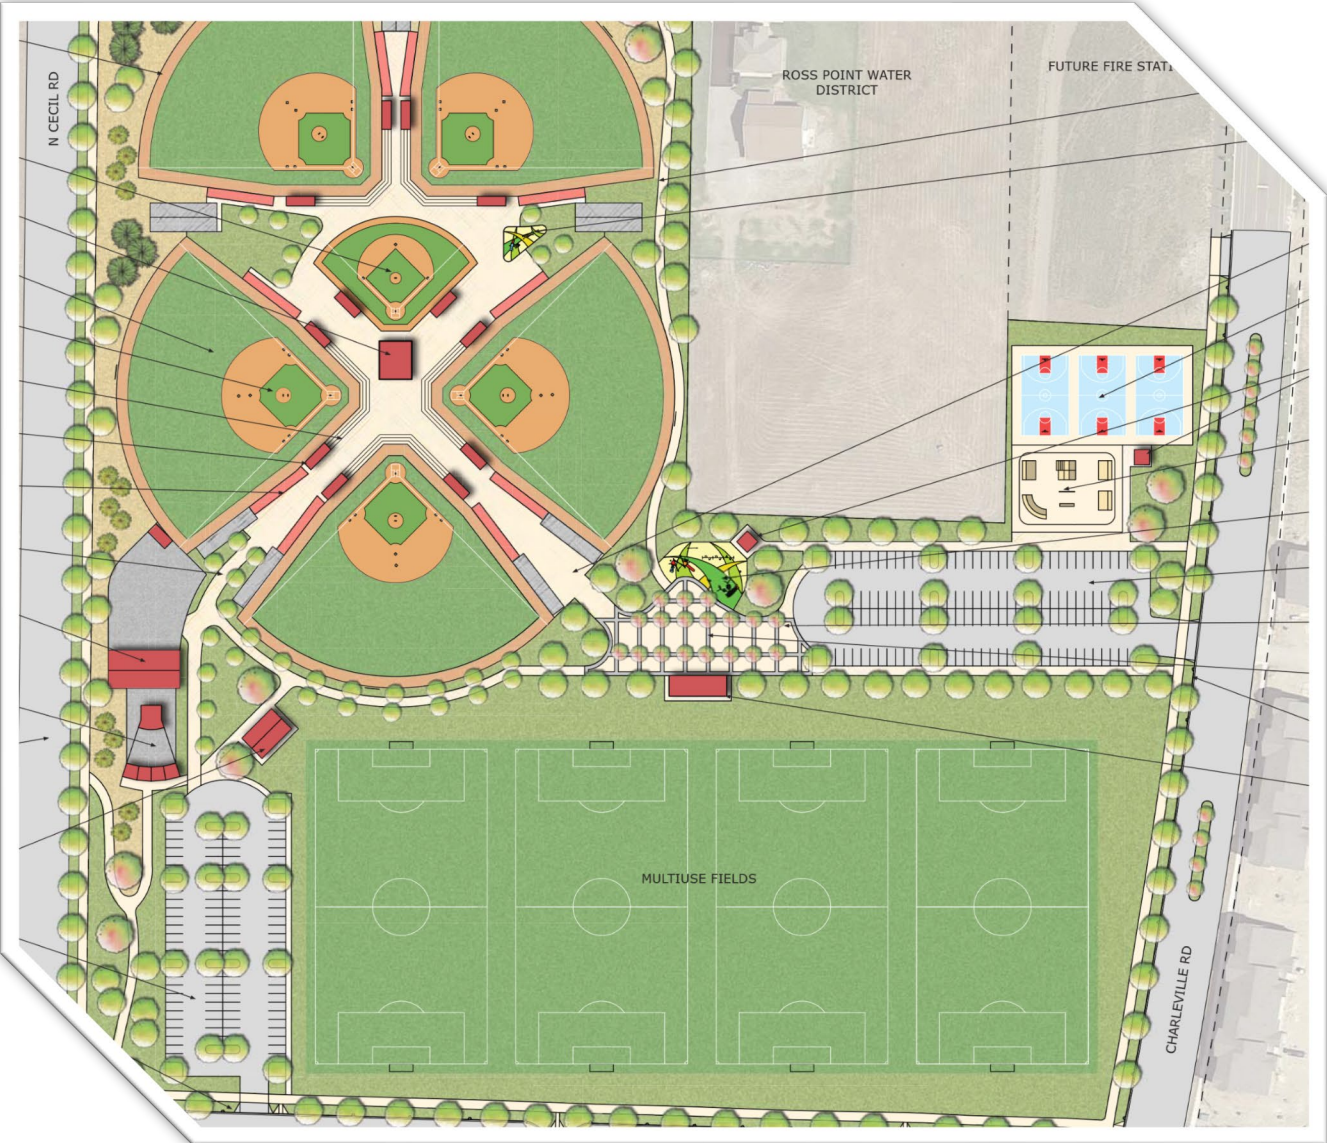 N CECIL RD
ROSS POINT WATER
DISTRICT
FUTURE FIRE STATI
MULTIUSE FIELDS
CHARLEVILLE RD